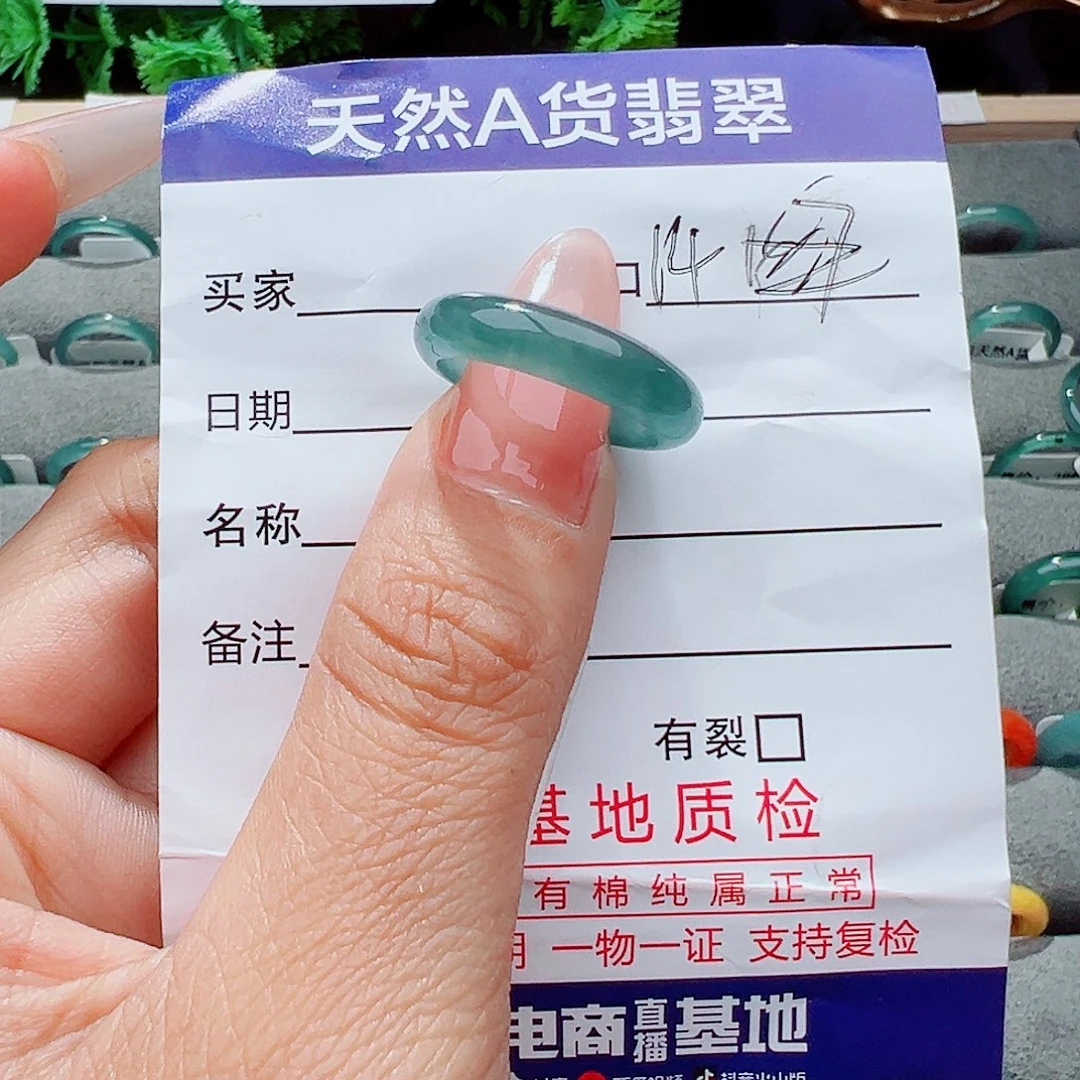 天然A货翡翠
买家 口 14
日期
名称
备注
有裂
基地质检
有棉纯属正常
一物一证 支持复检
电商直播基地